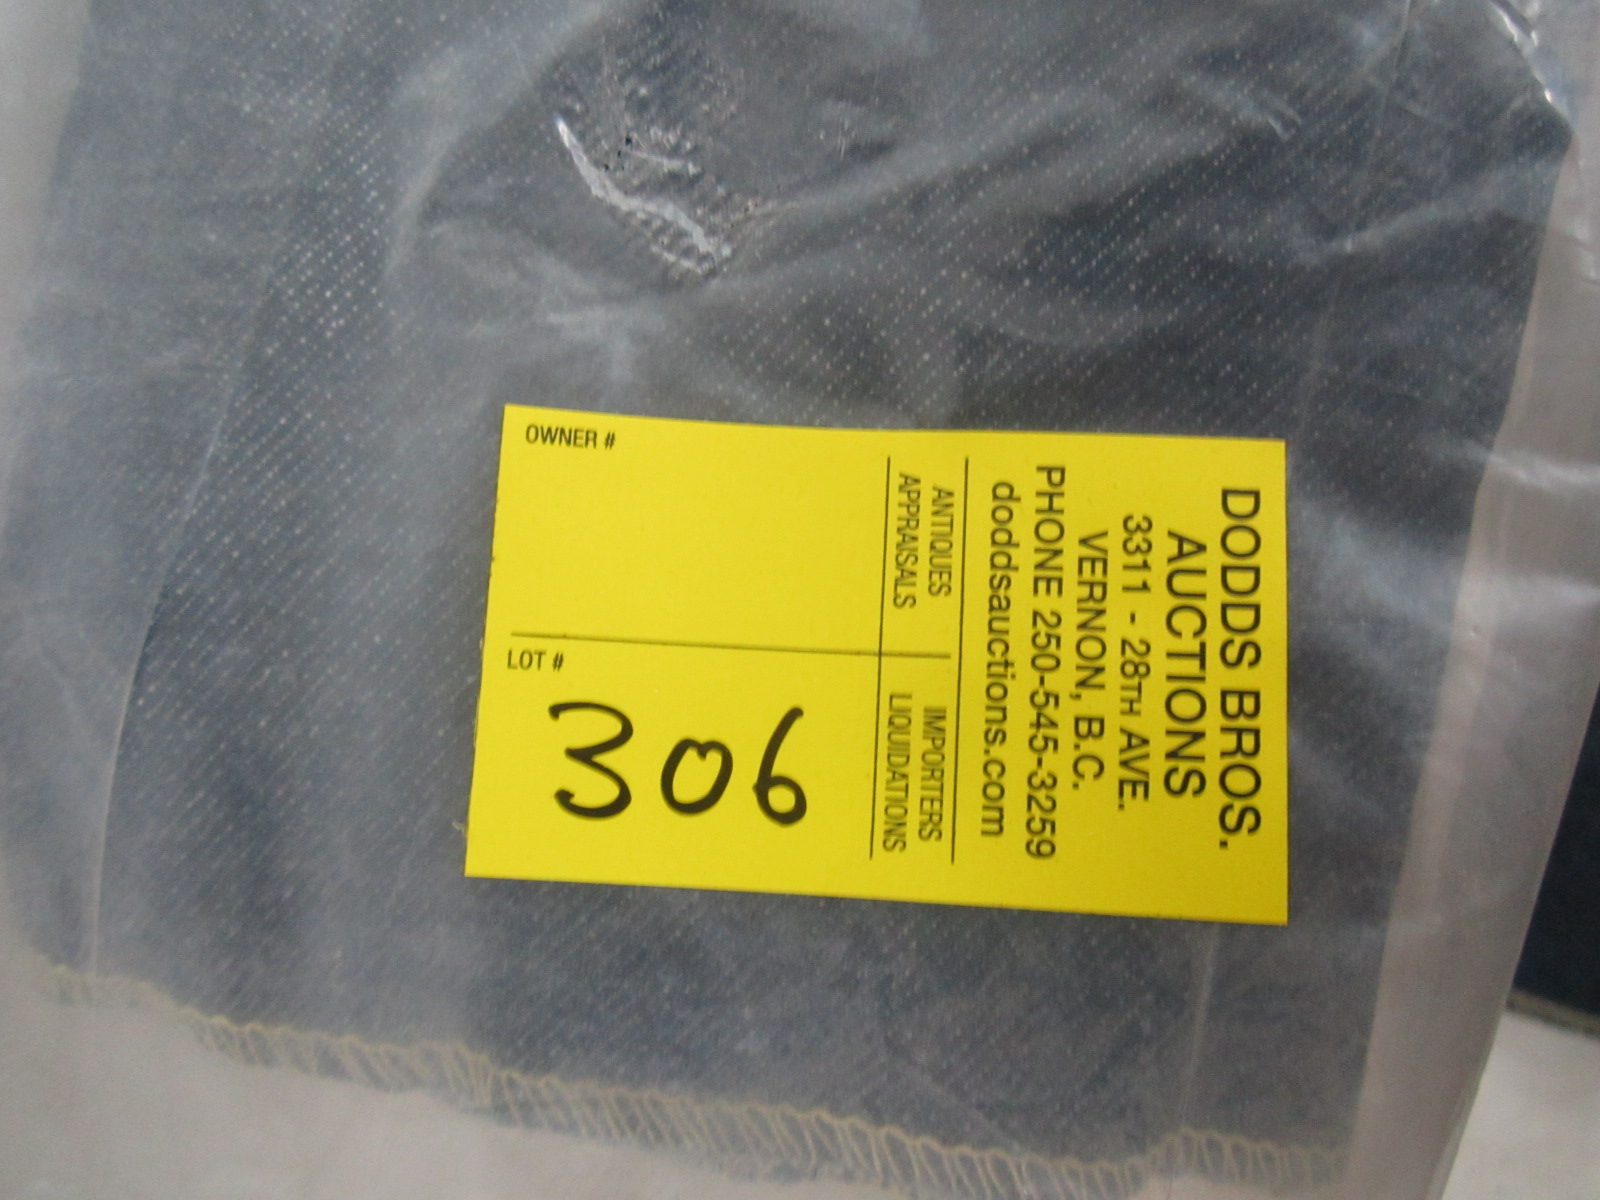 DODDS BROS.
AUCTIONS
3311 - 28TH AVE.
VERNON, B.C.
PHONE 250-545-3259
doddsauctions.com
ANTIQUES
APPRAISALS
IMPORTERS
LIQUIDATIONS
OWNER #
LOT #
306